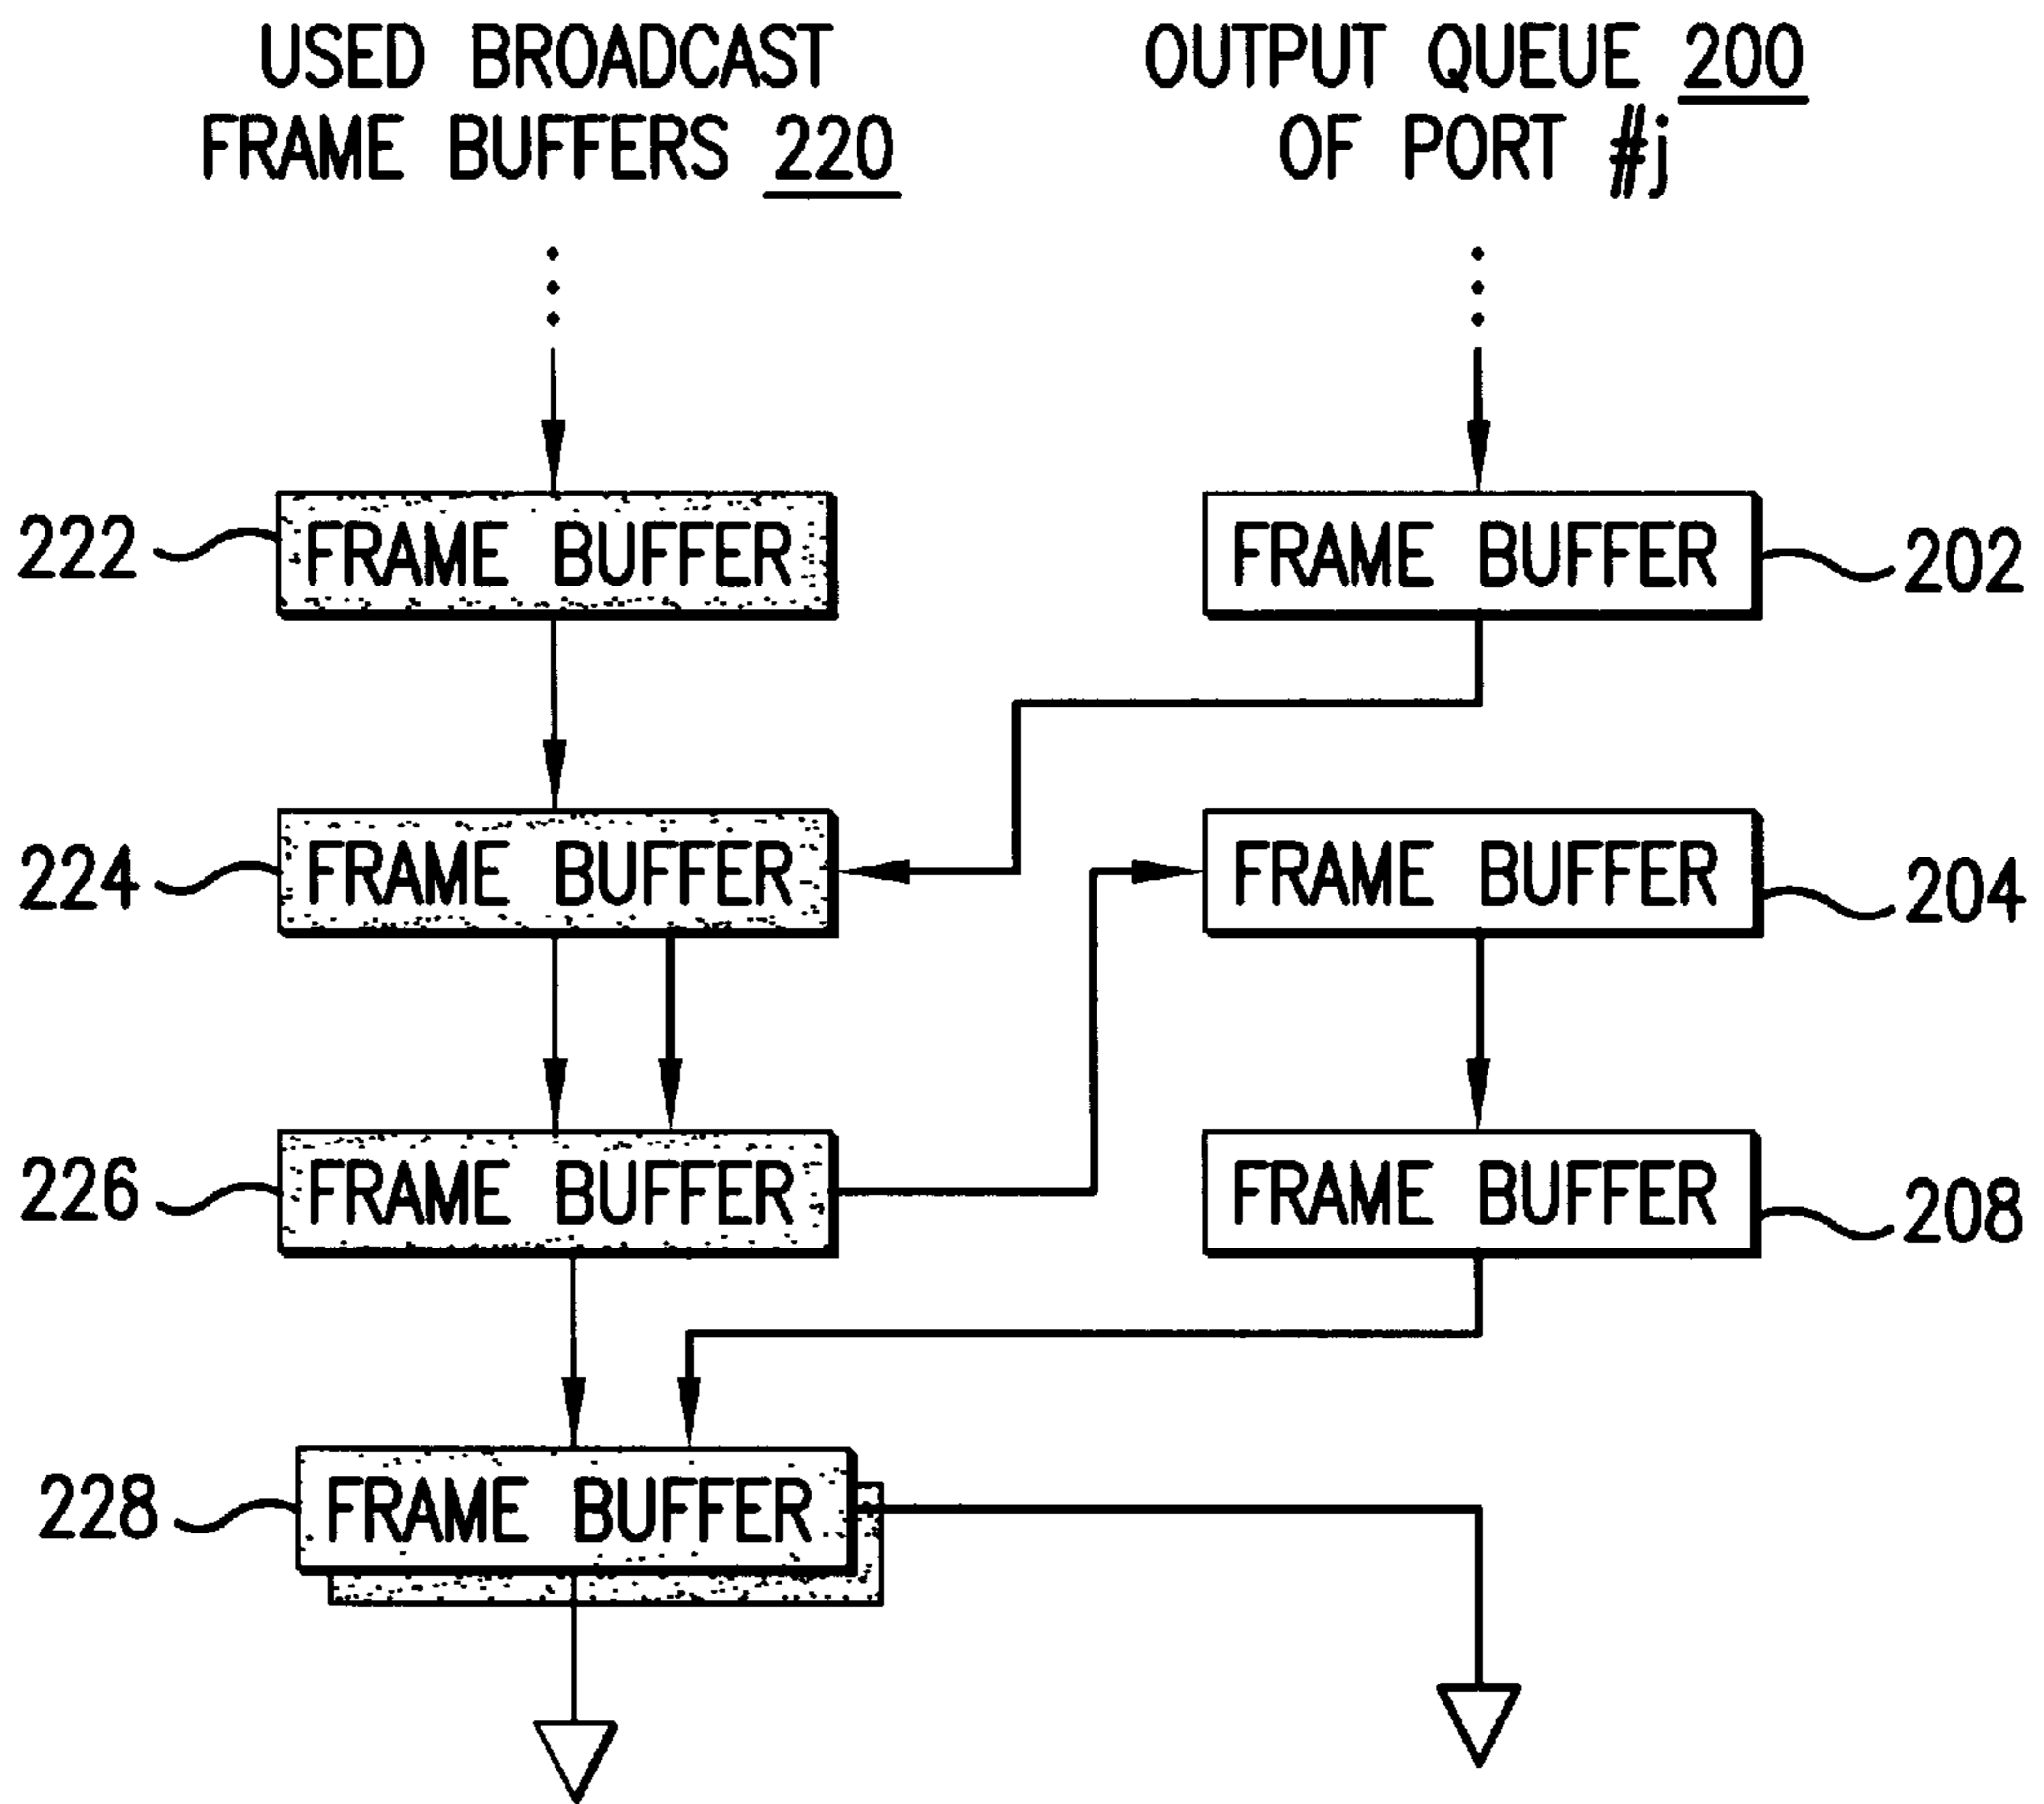 USED BROADCAST
FRAME BUFFERS 220
OUTPUT QUEUE 200
OF PORT #j
222
FRAME BUFFER
FRAME BUFFER
202
224
FRAME BUFFER
FRAME BUFFER
204
226
FRAME BUFFER
FRAME BUFFER
208
228
FRAME BUFFER